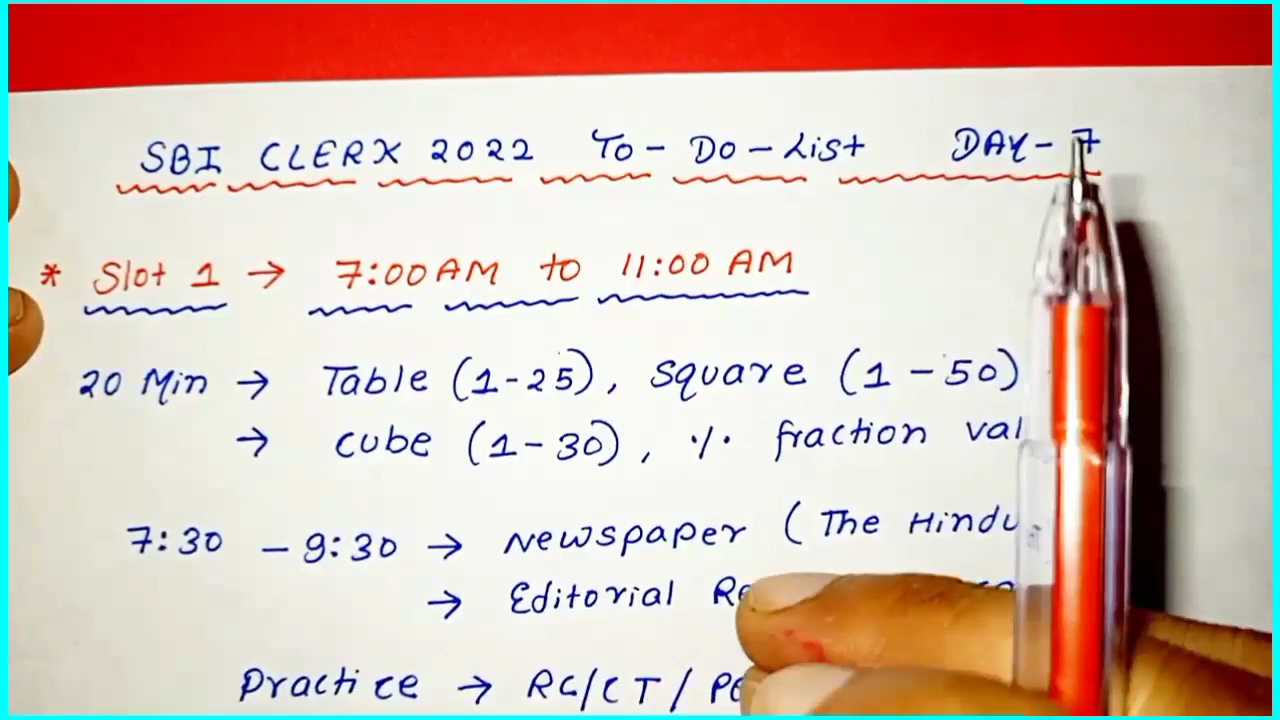 SBI CLERK 2022 To-Do-List DAY-7
* Slot 1 → 7:00 AM to 11:00 AM
20 Min → Table (1-25), Square (1-50)
→ cube (1-30), % fraction
7:30 - 9:30 → Newspaper (The Hindu
→ Editorial
Practice → RC/CT/